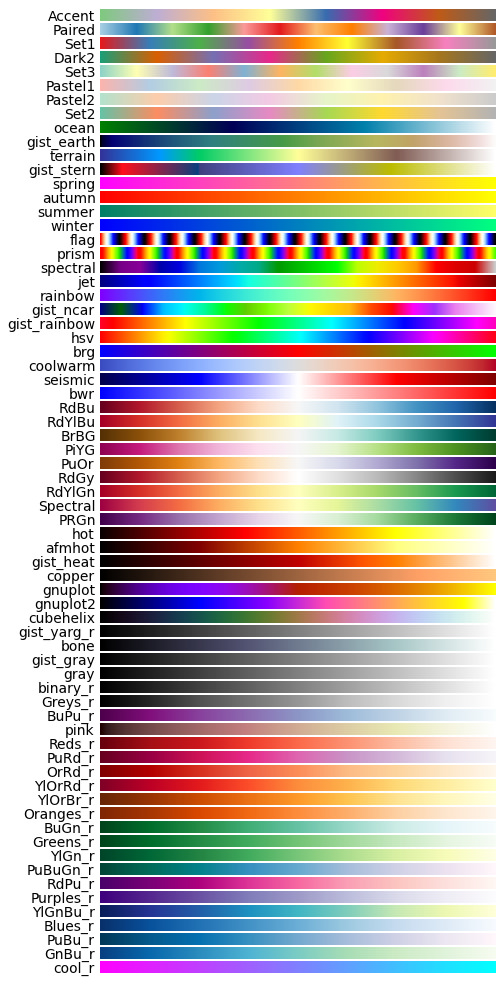 Accent
Paired
Set1
Dark2
Set3
Pastel1
Pastel2
Set2
ocean
gist_earth
terrain
gist_stern
spring
autumn
summer
winter
flag
prism
spectral
jet
rainbow
gist_ncar
gist_rainbow
hsv
brg
coolwarm
seismic
bwr
RdBu
RdYlBu
BrBG
PiYG
PuOr
RdGy
RdYlGn
Spectral
PRGn
hot
afmhot
gist_heat
copper
gnuplot
gnuplot2
cubehelix
gist_yarg_r
bone
gist_gray
gray
binary_r
Greys_r
BuPu_r
pink
Reds_r
PuRd_r
OrRd_r
YlOrRd_r
YlOrBr_r
Oranges_r
BuGn_r
Greens_r
YlGn_r
PuBuGn_r
RdPu_r
Purples_r
YlGnBu_r
Blues_r
PuBu_r
GnBu_r
cool_r